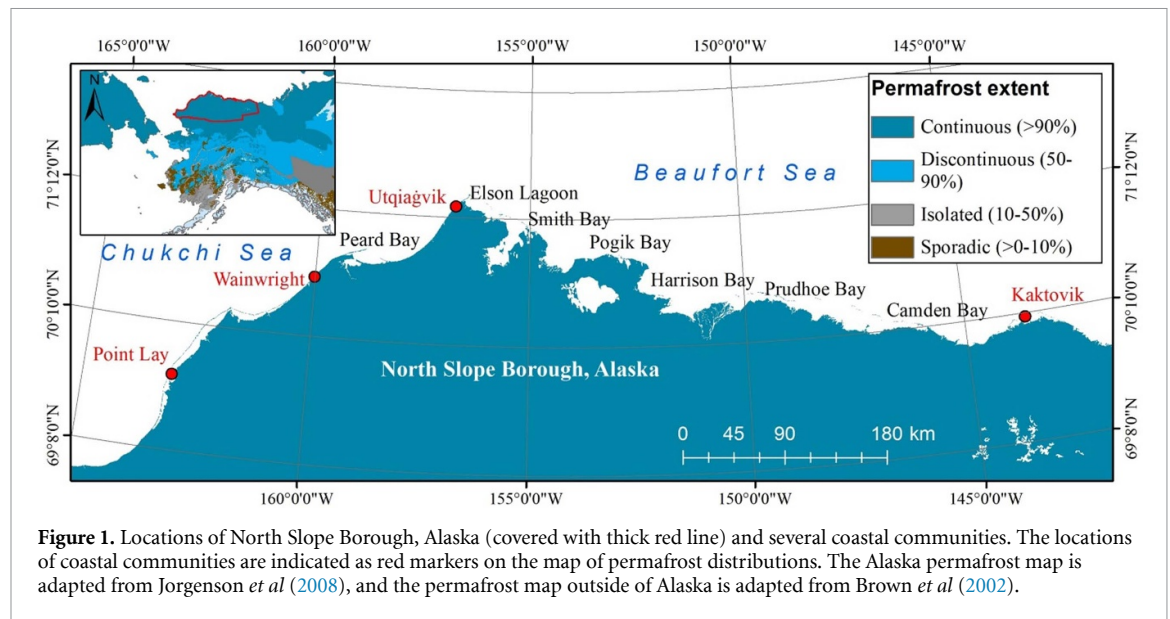 165°0'0"W 160°0'0"W 155°0'0"W 150°0'0"W 145°0'0"W
N
Permafrost extent
Continuous (>90%)
Discontinuous (50-
90%)
Isolated (10-50%)
Sporadic (>0-10%)
71°12'0"N
71°12'0"N
Beaufort Sea
Utqiaġvik
Elson Lagoon
Smith Bay
Chukchi Sea
Peard Bay
Pogik Bay
Wainwright
Harrison Bay
Prudhoe Bay
Camden Bay
Kaktovik
70°10'0"N
70°10'0"N
Point Lay
North Slope Borough, Alaska
69°8'0"N
69°8'0"N
0 45 90 180 km
160°0'0"W 155°0'0"W 150°0'0"W 145°0'0"W
Figure 1. Locations of North Slope Borough, Alaska (covered with thick red line) and several coastal communities. The locations
of coastal communities are indicated as red markers on the map of permafrost distributions. The Alaska permafrost map is
adapted from Jorgenson et al (2008), and the permafrost map outside of Alaska is adapted from Brown et al (2002).